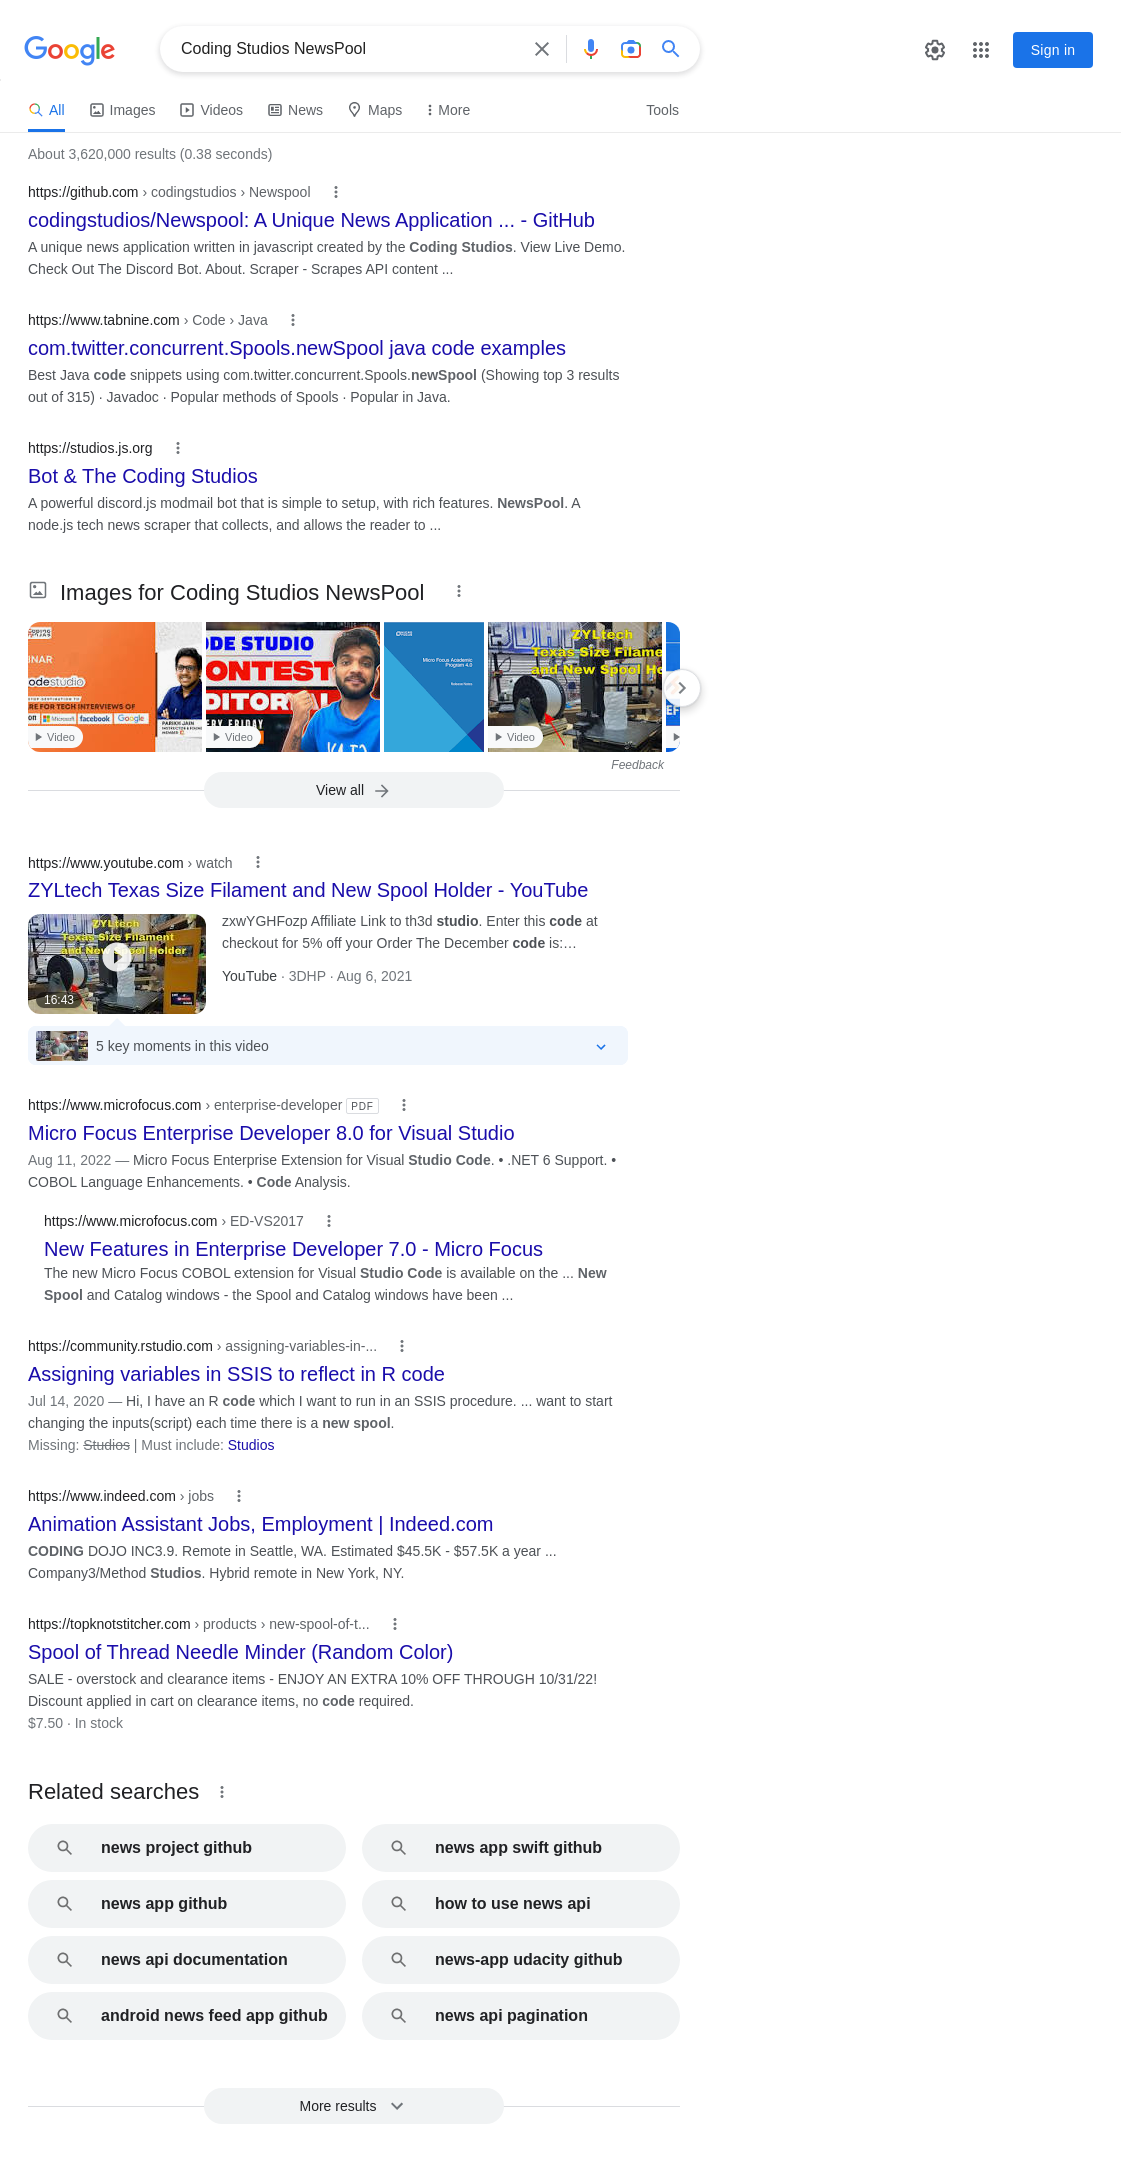 Google
Coding Studios NewsPool
Sign in
All
Images
Videos
News
Maps
More
Tools
About 3,620,000 results (0.38 seconds)
https://github.com › codingstudios › Newspool
codingstudios/Newspool: A Unique News Application ... - GitHub
A unique news application written in javascript created by the Coding Studios. View Live Demo.
Check Out The Discord Bot. About. Scraper - Scrapes API content ...
https://www.tabnine.com › Code › Java
com.twitter.concurrent.Spools.newSpool java code examples
Best Java code snippets using com.twitter.concurrent.Spools.newSpool (Showing top 3 results
out of 315) · Javadoc · Popular methods of Spools · Popular in Java.
https://studios.js.org
Bot & The Coding Studios
A powerful discord.js modmail bot that is simple to setup, with rich features. NewsPool. A
node.js tech news scraper that collects, and allows the reader to ...
Images for Coding Studios NewsPool
INAR
codestudio
RE FOR TECH INTERVIEWS OF
Microsoft
facebook
Google
PARIKH JAIN
Video
ODE STUDIO
ONTEST
DITORIAL
ERY FRIDAY
Video
Micro Focus Academic
Program 4.0
Release Notes
ZYLtech
Texas Size Filame
and New Spool Ho
Video
Feedback
View all
https://www.youtube.com › watch
ZYLtech Texas Size Filament and New Spool Holder - YouTube
ZYLtech
Texas Size Filament
and New Spool Holder
16:43
zxwYGHFozp Affiliate Link to th3d studio. Enter this code at
checkout for 5% off your Order The December code is:…
YouTube · 3DHP · Aug 6, 2021
5 key moments in this video
https://www.microfocus.com › enterprise-developer PDF
Micro Focus Enterprise Developer 8.0 for Visual Studio
Aug 11, 2022 — Micro Focus Enterprise Extension for Visual Studio Code. • .NET 6 Support. •
COBOL Language Enhancements. • Code Analysis.
https://www.microfocus.com › ED-VS2017
New Features in Enterprise Developer 7.0 - Micro Focus
The new Micro Focus COBOL extension for Visual Studio Code is available on the ... New
Spool and Catalog windows - the Spool and Catalog windows have been ...
https://community.rstudio.com › assigning-variables-in-...
Assigning variables in SSIS to reflect in R code
Jul 14, 2020 — Hi, I have an R code which I want to run in an SSIS procedure. ... want to start
changing the inputs(script) each time there is a new spool.
Missing: Studios | Must include: Studios
https://www.indeed.com › jobs
Animation Assistant Jobs, Employment | Indeed.com
CODING DOJO INC3.9. Remote in Seattle, WA. Estimated $45.5K - $57.5K a year ...
Company3/Method Studios. Hybrid remote in New York, NY.
https://topknotstitcher.com › products › new-spool-of-t...
Spool of Thread Needle Minder (Random Color)
SALE - overstock and clearance items - ENJOY AN EXTRA 10% OFF THROUGH 10/31/22!
Discount applied in cart on clearance items, no code required.
$7.50 · In stock
Related searches
news project github
news app swift github
news app github
how to use news api
news api documentation
news-app udacity github
android news feed app github
news api pagination
More results